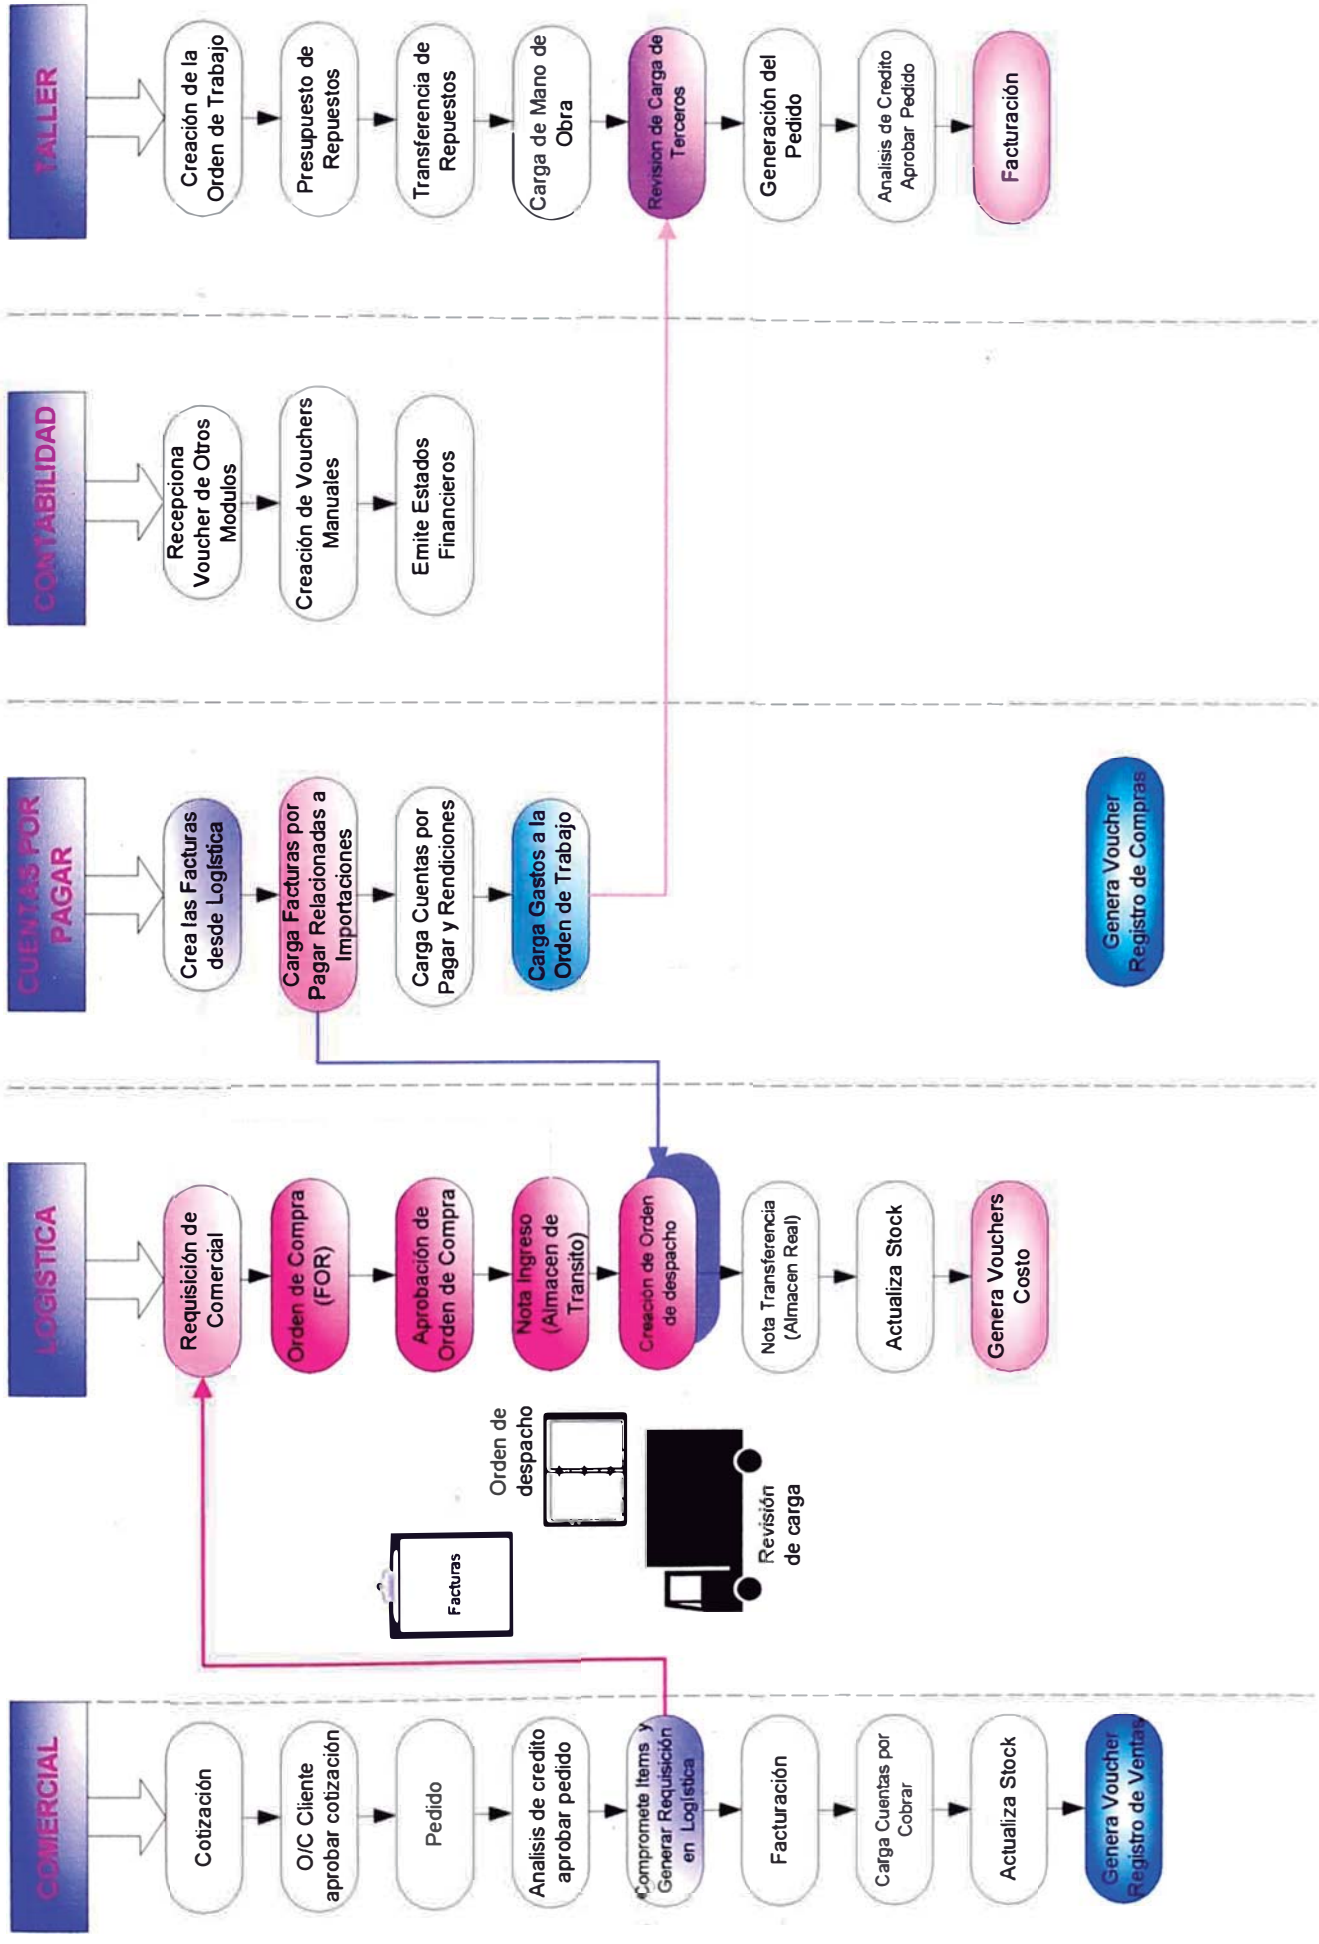 COMERCIAL
Cotización
O/C Cliente
aprobar cotización
Pedido
Analisis de credito
aprobar pedido
Compromete Items y
Generar Requisición
en Logística
Facturación
Carga Cuentas por
Cobrar
Actualiza Stock
Genera Voucher
Registro de Ventas
Facturas
Orden de
despacho
Revisión
de carga
LOGISTICA
Requisición de
Comercial
Orden de Compra
(FOR)
Aprobación de
Orden de Compra
Nota Ingreso
(Almacen de
Transito)
Creación de Orden
de despacho
Nota Transferencia
(Almacen Real)
Actualiza Stock
Genera Vouchers
Costo
CUENTAS POR
PAGAR
Crea las Facturas
desde Logística
Carga Facturas por
Pagar Relacionadas a
Importaciones
Carga Cuentas por
Pagar y Rendiciones
Carga Gastos a la
Orden de Trabajo
Genera Voucher
Registro de Compras
CONTABILIDAD
Recepciona
Voucher de Otros
Modulos
Creación de Vouchers
Manuales
Emite Estados
Financieros
TALLER
Creación de la
Orden de Trabajo
Presupuesto de
Repuestos
Transferencia de
Repuestos
Carga de Mano de
Obra
Revision de Carga de
Terceros
Generación del
Pedido
Analisis de Credito
Aprobar Pedido
Facturación